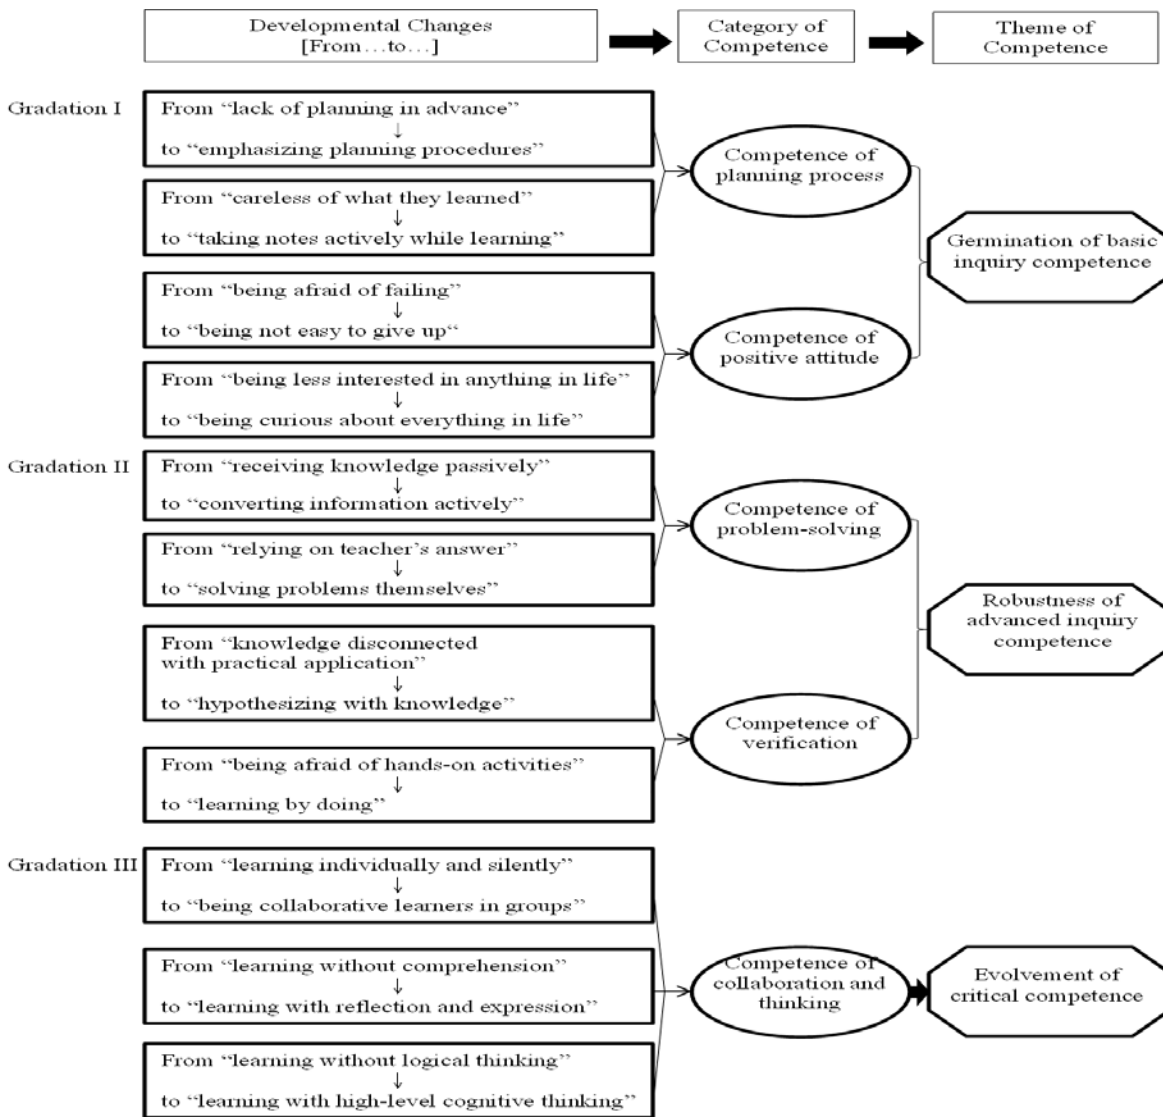 Developmental Changes
[From…to…]
Category of
Competence
Theme of
Competence
Gradation I
From “lack of planning in advance”
↓
to “emphasizing planning procedures”
From “careless of what they learned”
↓
to “taking notes actively while learning”
Competence of
planning process
From “being afraid of failing”
↓
to “being not easy to give up“
From “being less interested in anything in life”
↓
to “being curious about everything in life”
Competence of
positive attitude
Germination of basic
inquiry competence
Gradation II
From “receiving knowledge passively”
↓
to “converting information actively”
From “relying on teacher’s answer”
↓
to “solving problems themselves”
Competence of
problem-solving
From “knowledge disconnected
with practical application”
↓
to “hypothesizing with knowledge”
From “being afraid of hands-on activities”
↓
to “learning by doing”
Competence of
verification
Robustness of
advanced inquiry
competence
Gradation III
From “learning individually and silently”
↓
to “being collaborative learners in groups”
From “learning without comprehension”
↓
to “learning with reflection and expression”
From “learning without logical thinking”
↓
to “learning with high-level cognitive thinking”
Competence of
collaboration and
thinking
Evolvement of
critical competence